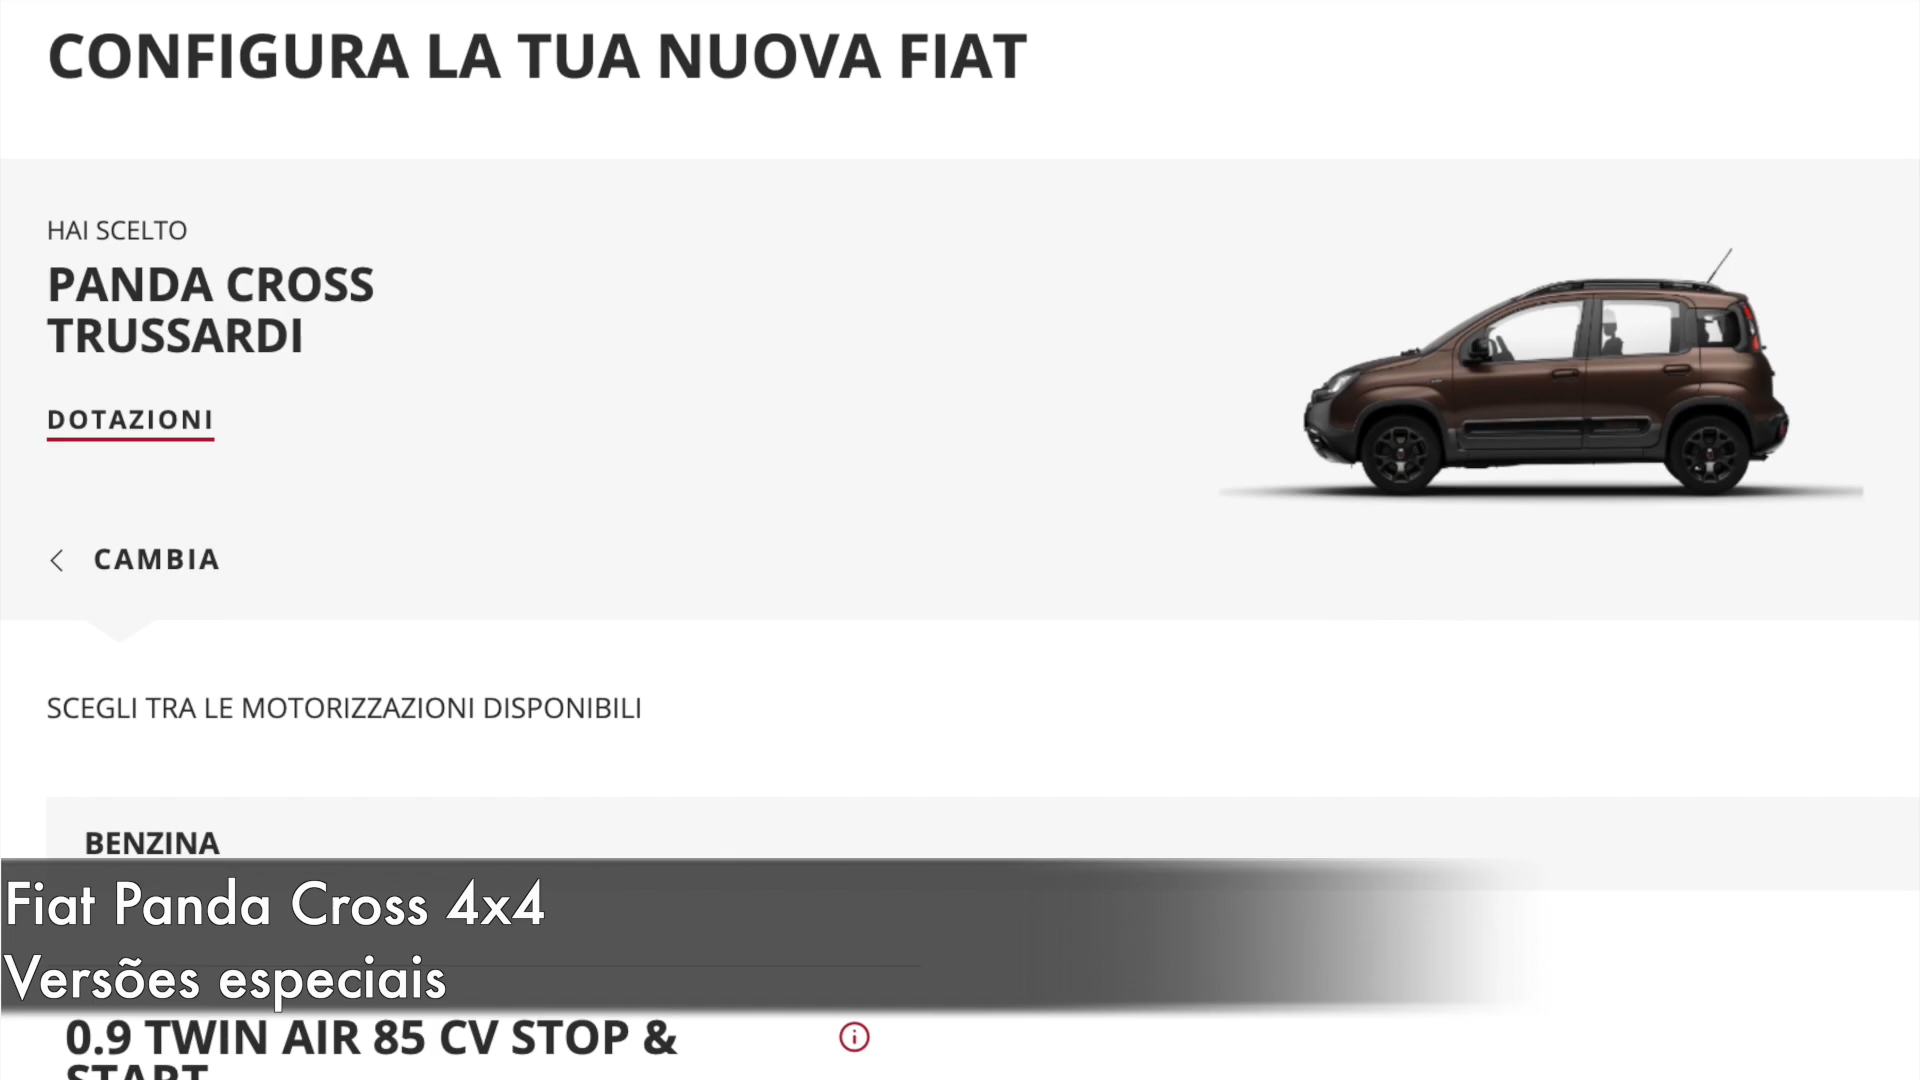 CONFIGURA LA TUA NUOVA FIAT
HAI SCELTO
PANDA CROSS
TRUSSARDI
DOTAZIONI
CAMBIA
SCEGLI TRA LE MOTORIZZAZIONI DISPONIBILI
BENZINA
Fiat Panda Cross 4x4
Versões especiais
0.9 TWIN AIR 85 CV STOP &
START